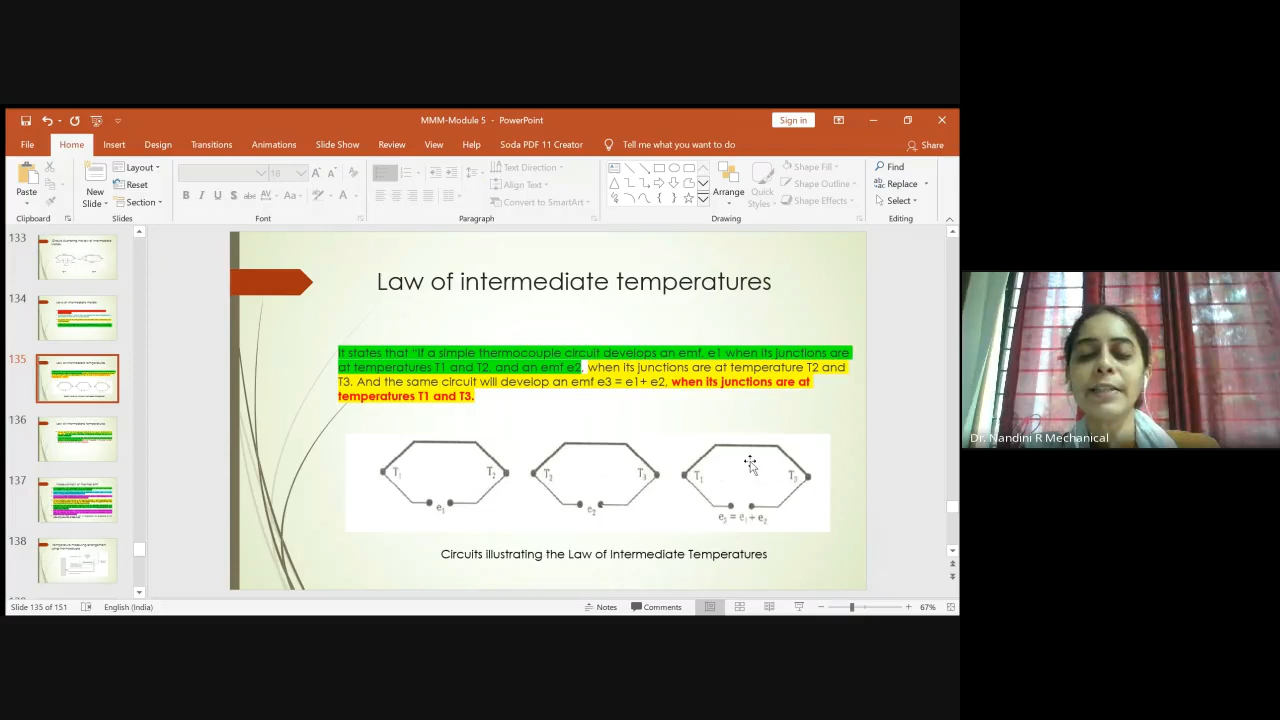 MMM-Module 5 - PowerPoint
Sign in
File Home Insert Design Transitions Animations Slide Show Review View Help Soda PDF 11 Creator Tell me what you want to do Share
Paste
Clipboard
New Slide
Layout
Reset
Section
Slides
18
B I U S abc AV Aa A
Font
Text Direction
Align Text
Convert to SmartArt
Paragraph
Arrange
Quick Styles
Shape Fill
Shape Outline
Shape Effects
Drawing
Find
Replace
Select
Editing
133
134
135
136
137
138
Law of intermediate temperatures
It states that "If a simple thermocouple circuit develops an emf, e1 when its junctions are
at temperatures T1 and T2, and an emf e2, when its junctions are at temperature T2 and
T3. And the same circuit will develop an emf e3 = e1+ e2, when its junctions are at
temperatures T1 and T3.
T1 T2 T2 T3 T1 T3
e1 e2 e3 = e1 + e2
Circuits illustrating the Law of Intermediate Temperatures
Slide 135 of 151 English (India) Notes Comments 67%
Dr. Nandini R Mechanical